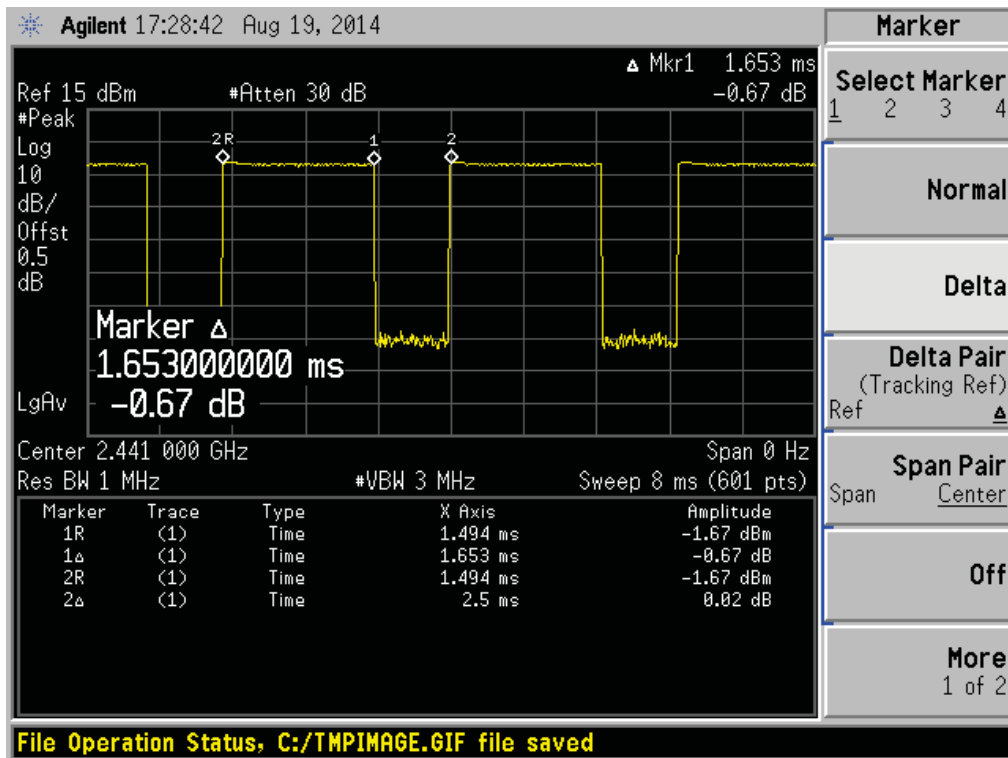 Agilent 17:28:42 Aug 19, 2014
Δ Mkr1 1.653 ms
Ref 15 dBm #Atten 30 dB -0.67 dB
#Peak
Log
10
dB/
Offst
0.5
dB
2R 1 2
Marker Δ
1.653000000 ms
-0.67 dB
LgAv
Center 2.441 000 GHz Span 0 Hz
Res BW 1 MHz #VBW 3 MHz Sweep 8 ms (601 pts)
Marker Trace Type X Axis Amplitude
1R (1) Time 1.494 ms -1.67 dBm
1Δ (1) Time 1.653 ms -0.67 dB
2R (1) Time 1.494 ms -1.67 dBm
2Δ (1) Time 2.5 ms 0.02 dB
File Operation Status, C:/TMPIMAGE.GIF file saved
Marker
Select Marker
1 2 3 4
Normal
Delta
Delta Pair
(Tracking Ref)
Ref Δ
Span Pair
Span Center
Off
More
1 of 2